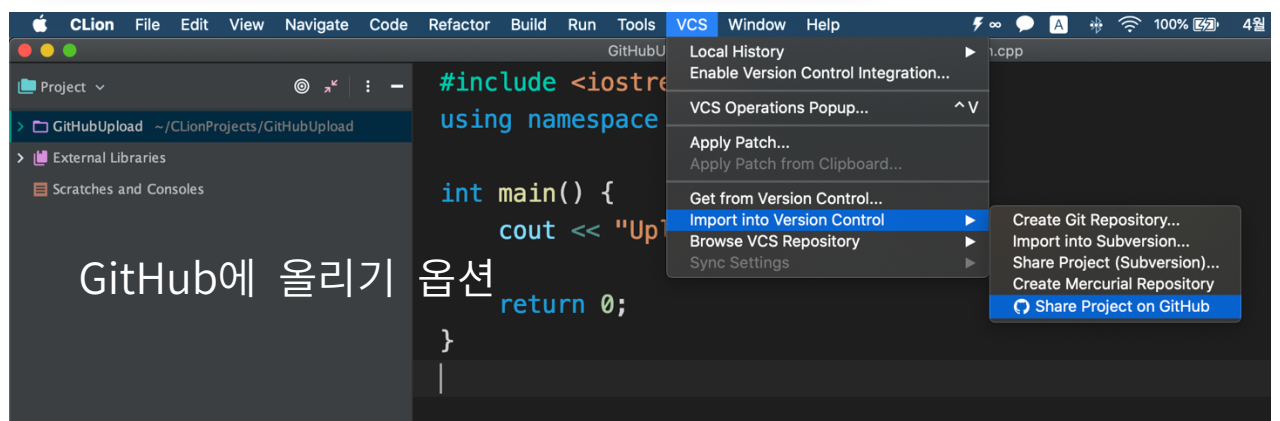 CLion File Edit View Navigate Code Refactor Build Run Tools VCS Window Help ∞ A 100% 4월
Project
GitHubUpload ~/CLionProjects/GitHubUpload
External Libraries
Scratches and Consoles
#include <iostre
using namespace
int main() {
cout << "Upl
return 0;
}
GitHub에 올리기 옵션
Local History
Enable Version Control Integration...
VCS Operations Popup... ^V
Apply Patch...
Apply Patch from Clipboard...
Get from Version Control...
Import into Version Control
Browse VCS Repository
Sync Settings
Create Git Repository...
Import into Subversion...
Share Project (Subversion)...
Create Mercurial Repository
Share Project on GitHub